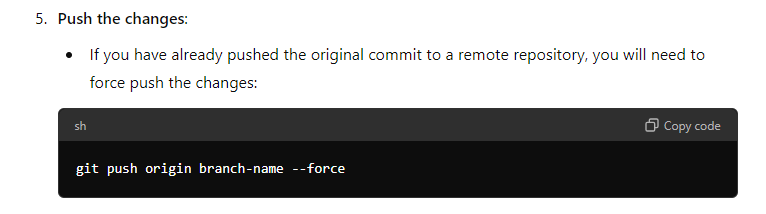 5. Push the changes:
• If you have already pushed the original commit to a remote repository, you will need to
force push the changes:
sh Copy code
git push origin branch-name --force